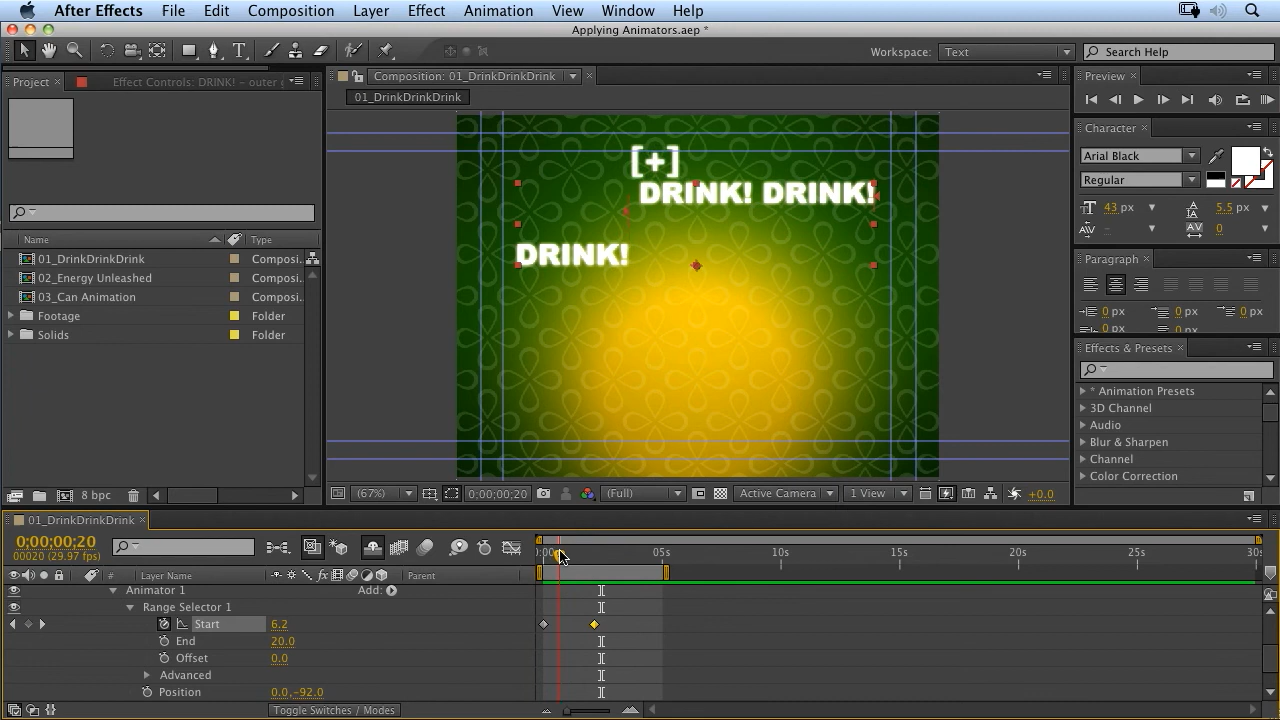 After Effects File Edit Composition Layer Effect Animation View Window Help
Applying Animators.aep *
Workspace: Text Search Help
Project Effect Controls: DRINK! – outer
Composition: 01_DrinkDrinkDrink
Preview
01_DrinkDrinkDrink
Character
[+]
Arial Black
Regular
DRINK! DRINK!
43 px 5.5 px
0
Name Type
DRINK!
01_DrinkDrinkDrink Composi
02_Energy Unleashed Composi
03_Can Animation Composi
Footage Folder
Solids Folder
Paragraph
0 px 0 px 0 px
0 px 0 px
Effects & Presets
* Animation Presets
3D Channel
Audio
Blur & Sharpen
Channel
Color Correction
8 bpc
(67%) 0;00;00;20 (Full) Active Camera 1 View +0.0
01_DrinkDrinkDrink
0;00;00;20
00020 (29.97 fps)
05s 10s 15s 20s 25s 30s
# Layer Name Parent
Animator 1 Add:
Range Selector 1
Start 6.2
End 20.0
Offset 0.0
Advanced
Position 0.0,-92.0
Toggle Switches / Modes